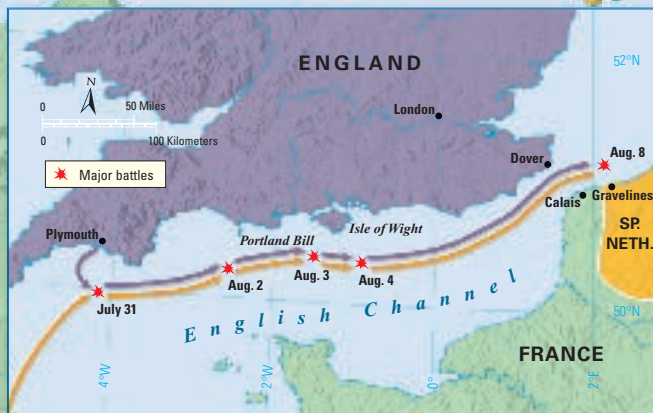 ENGLAND
52°N
N
0 50 Miles
0 100 Kilometers
London
Major battles
Dover
Aug. 8
Calais
Gravelines
SP.
NETH.
Plymouth
Portland Bill
Isle of Wight
Aug. 2
Aug. 3
Aug. 4
July 31
English Channel
50°N
FRANCE
4°W
2°W
0°
2°E